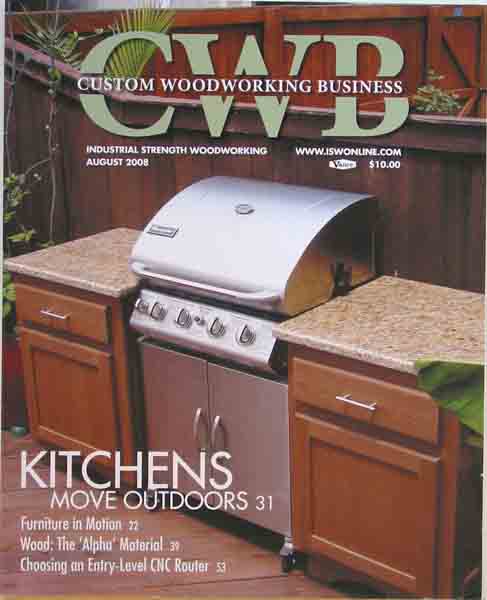 CWB
CUSTOM WOODWORKING BUSINESS
INDUSTRIAL STRENGTH WOODWORKING
WWW.ISWONLINE.COM
AUGUST 2008
Vance
$10.00
KITCHENS
MOVE OUTDOORS 31
Furniture in Motion 22
Wood: The 'Alpha' Material 39
Choosing an Entry-Level CNC Router 53